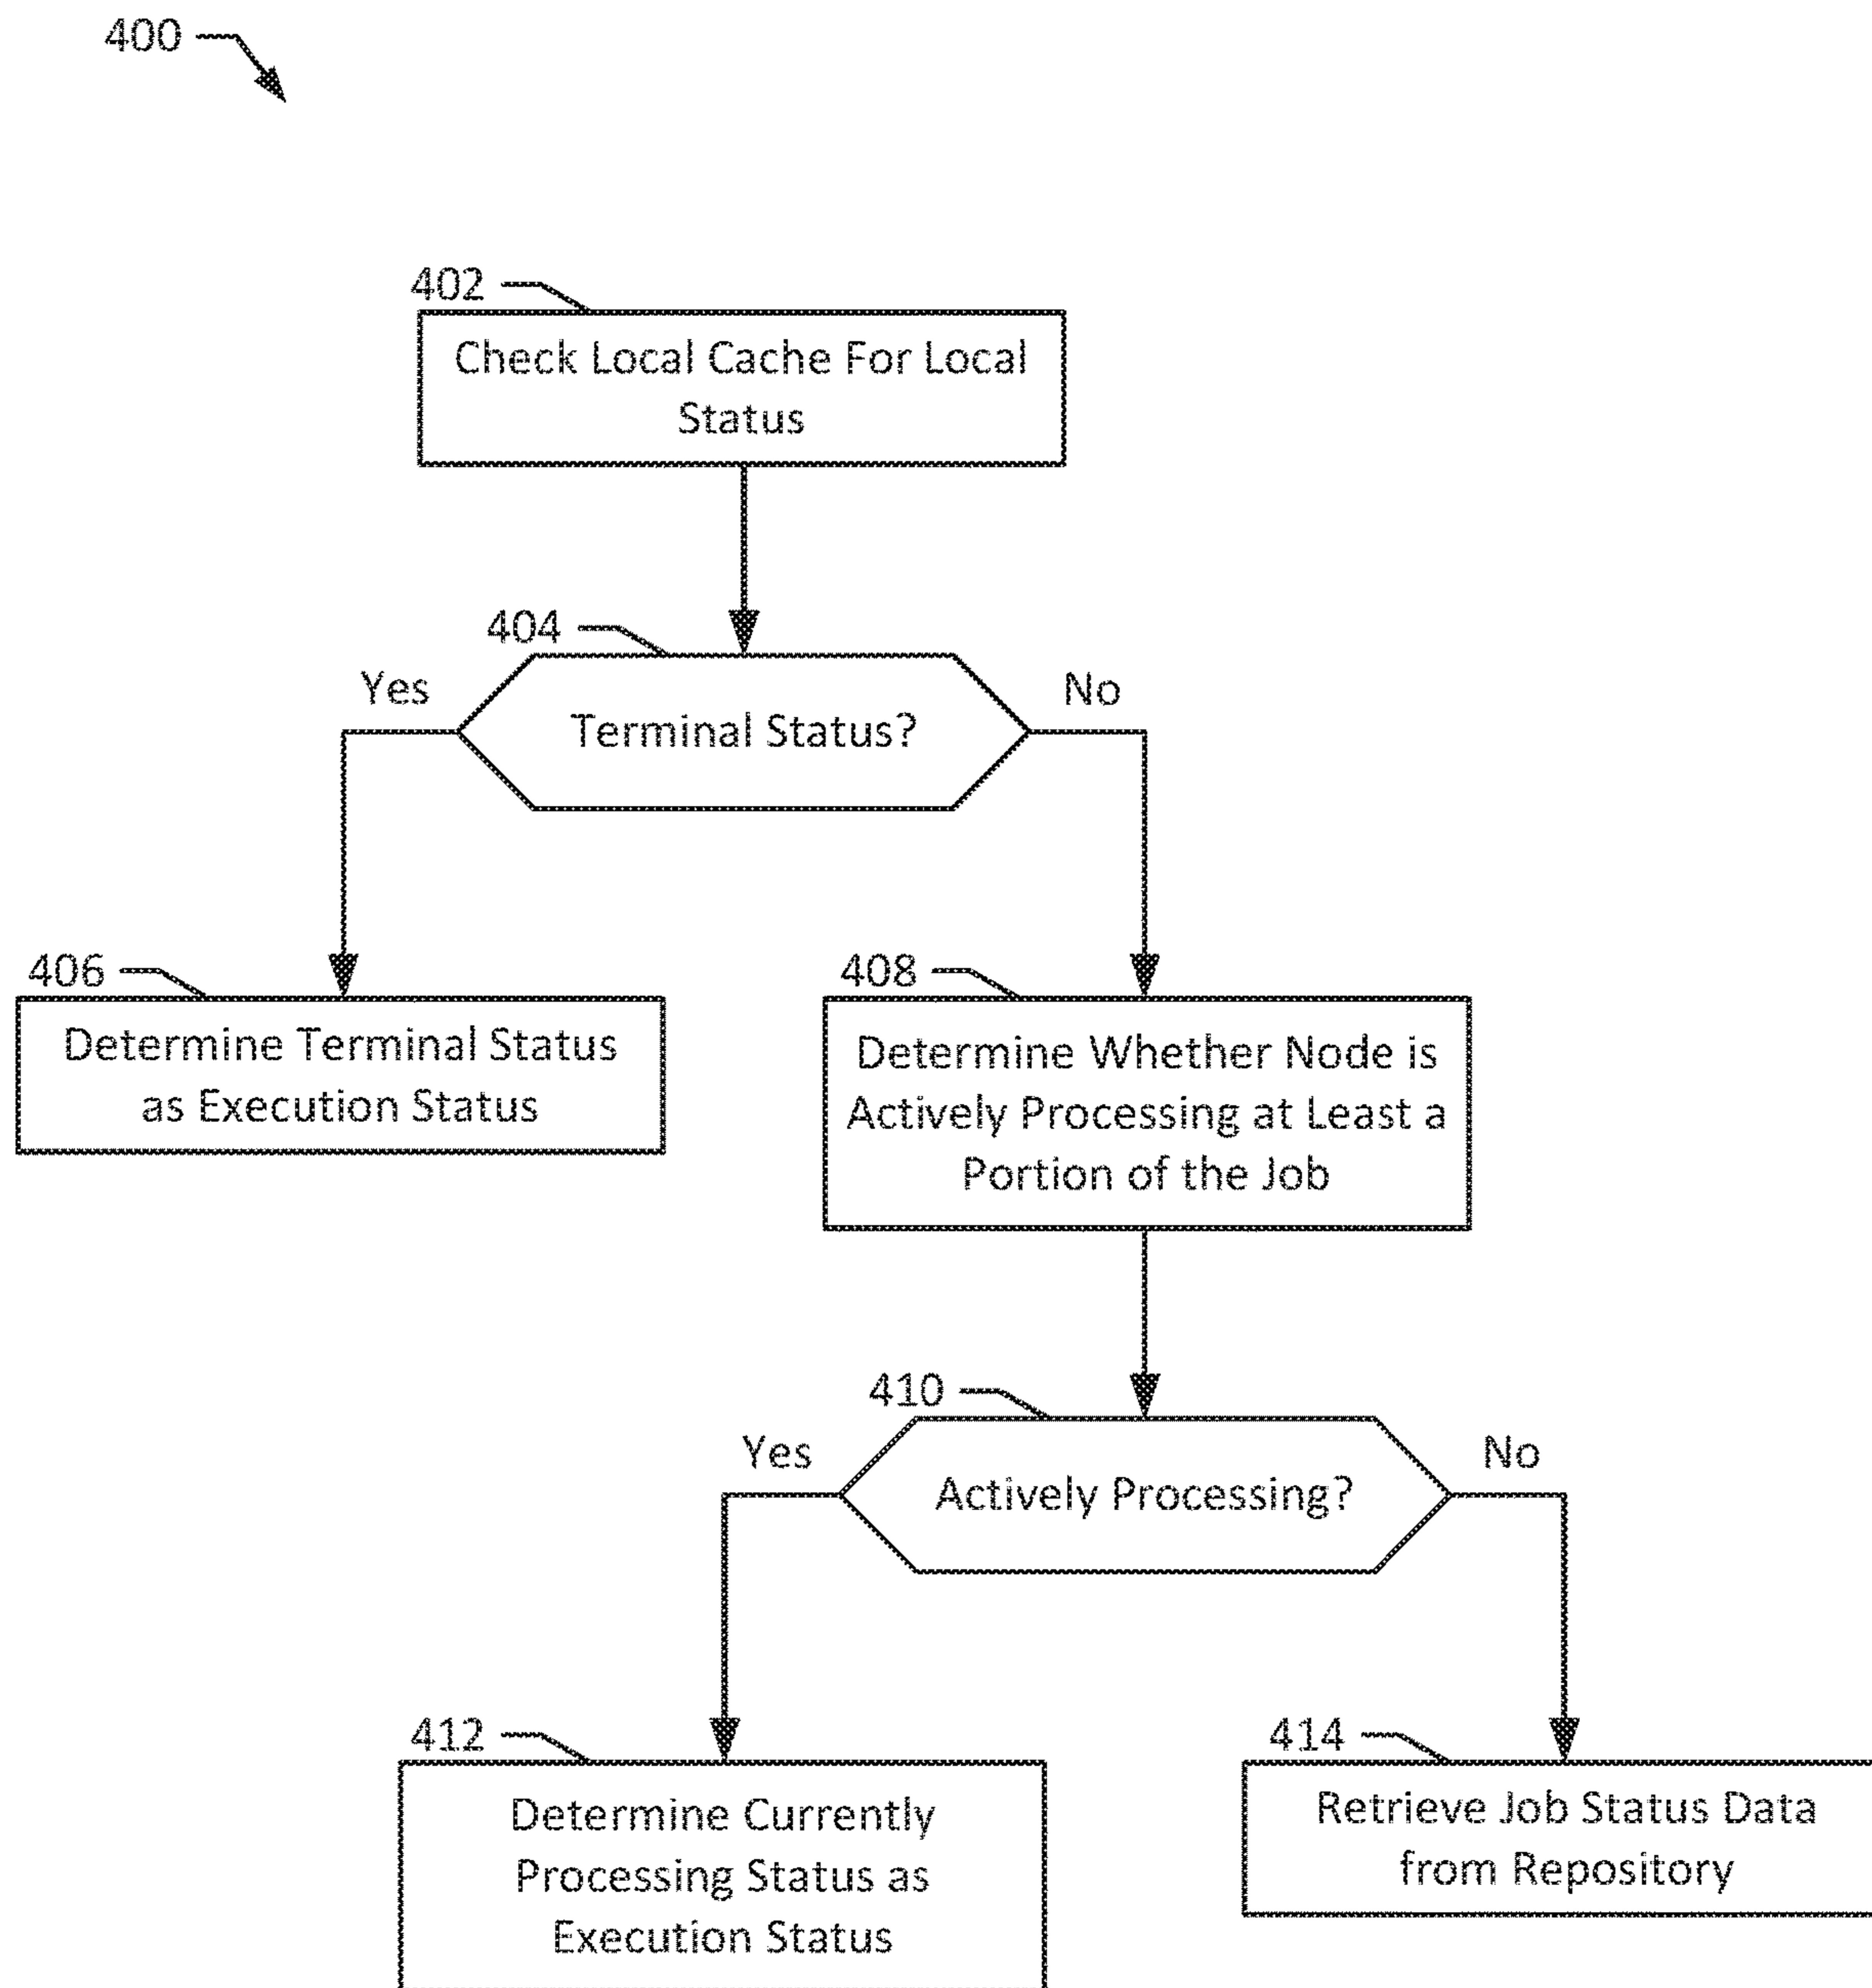 400
402
Check Local Cache For Local
Status
404
Yes
No
Terminal Status?
406
408
Determine Terminal Status
as Execution Status
Determine Whether Node is
Actively Processing at Least a
Portion of the Job
410
Yes
No
Actively Processing?
412
414
Determine Currently
Processing Status as
Execution Status
Retrieve Job Status Data
from Repository